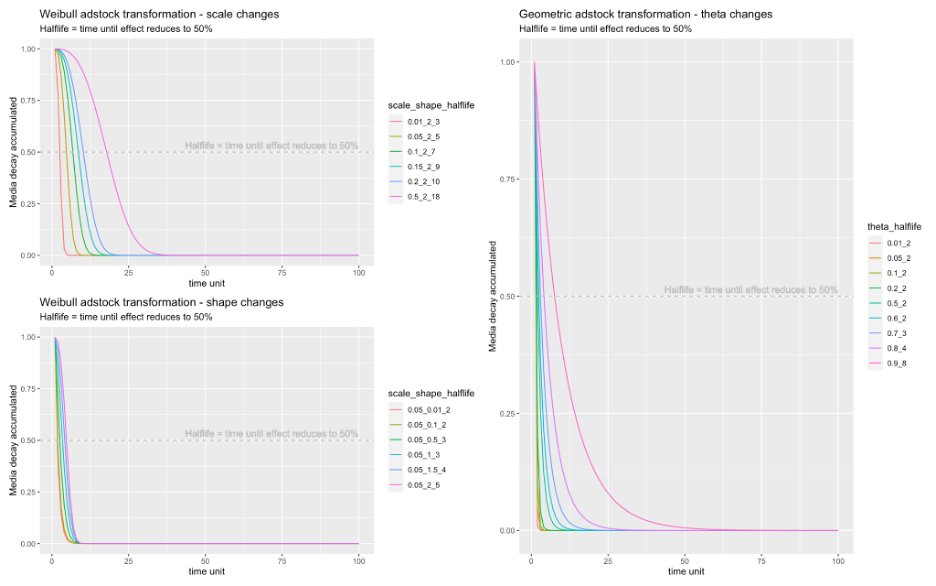 Weibull adstock transformation - scale changes
Halflife = time until effect reduces to 50%
Media decay accumulated
1.00
0.75
0.50
0.25
0.00
Halflife = time until effect reduces to 50%
0
25
50
75
100
time unit
scale_shape_halflife
0.01_2_3
0.05_2_5
0.1_2_7
0.15_2_9
0.2_2_10
0.5_2_18
Weibull adstock transformation - shape changes
Halflife = time until effect reduces to 50%
Media decay accumulated
1.00
0.75
0.50
0.25
0.00
Halflife = time until effect reduces to 50%
0
25
50
75
100
time unit
scale_shape_halflife
0.05_0.01_2
0.05_0.1_2
0.05_0.5_3
0.05_1_3
0.05_1.5_4
0.05_2_5
Geometric adstock transformation - theta changes
Halflife = time until effect reduces to 50%
Media decay accumulated
1.00
0.75
0.50
0.25
0.00
Halflife = time until effect reduces to 50%
0
25
50
75
100
time unit
theta_halflife
0.01_2
0.05_2
0.1_2
0.2_2
0.5_2
0.6_2
0.7_3
0.8_4
0.9_8